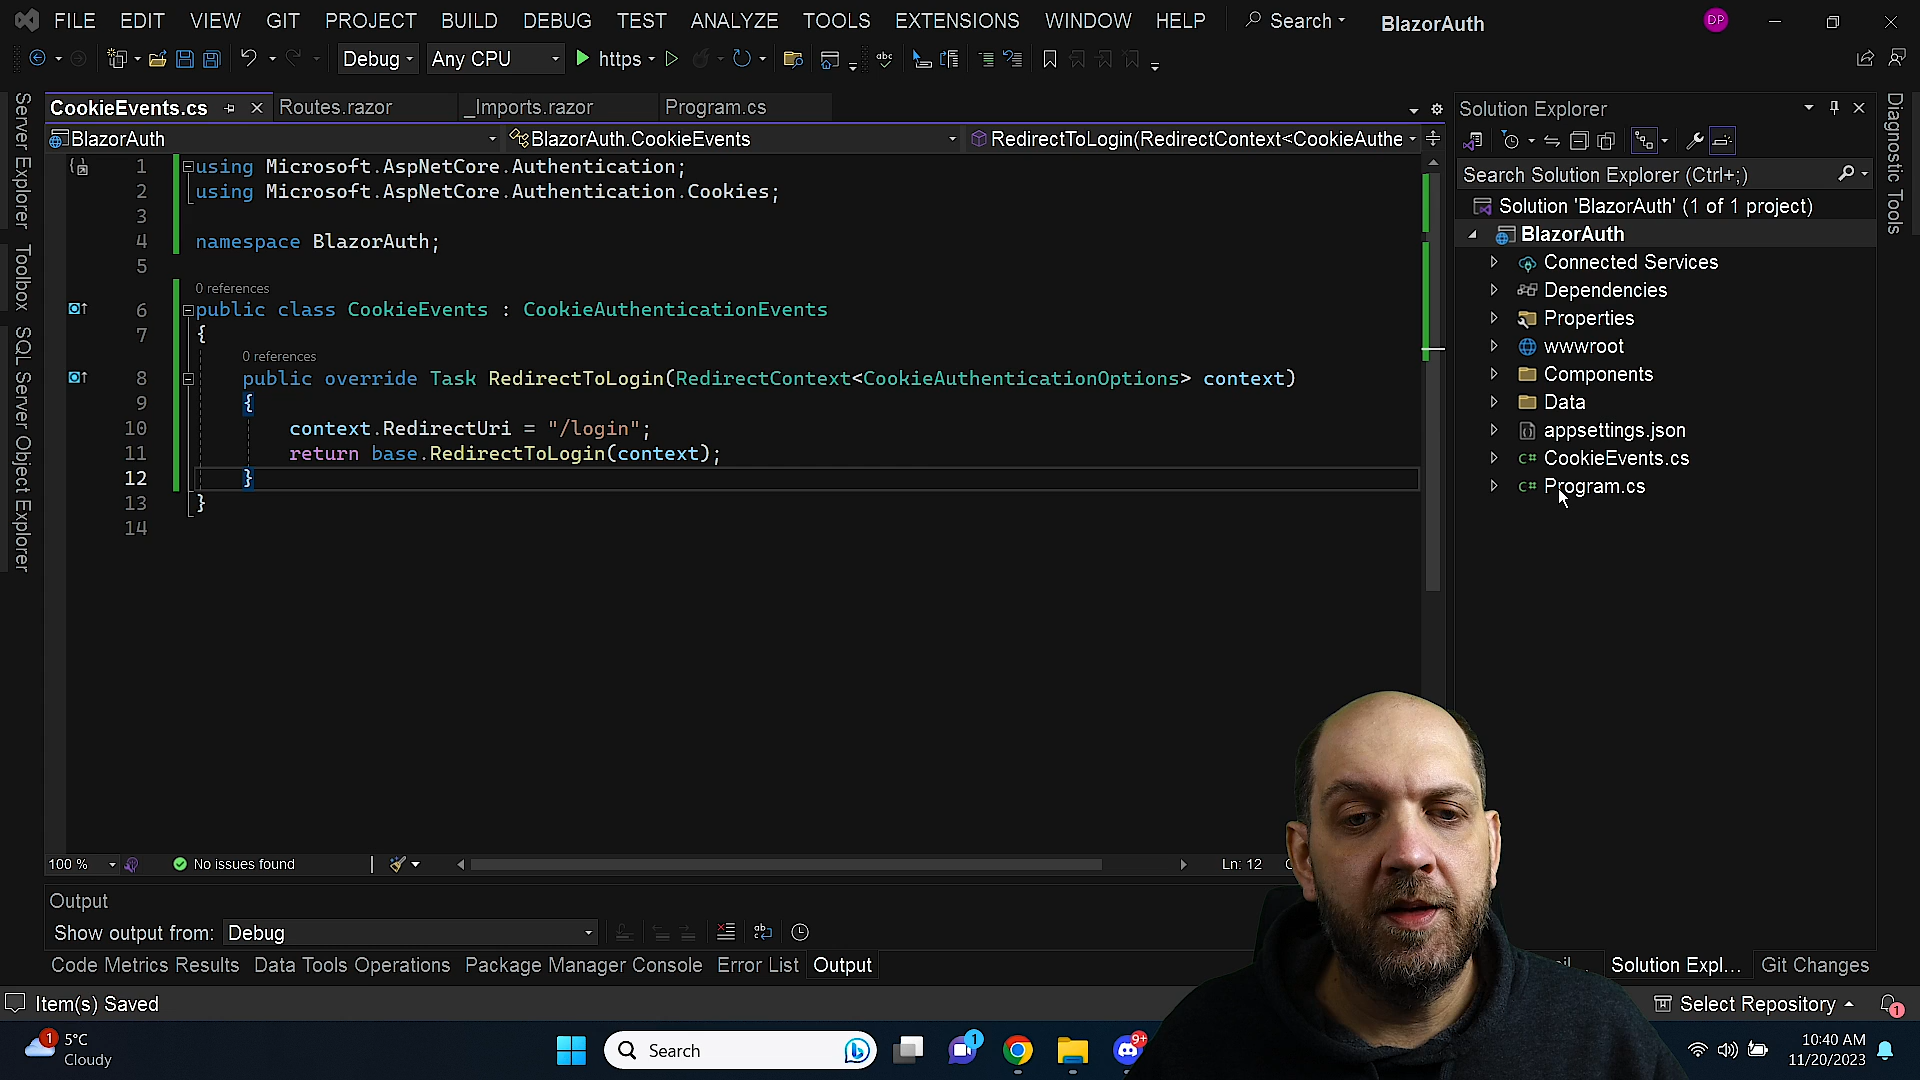 FILE EDIT VIEW GIT PROJECT BUILD DEBUG TEST ANALYZE TOOLS EXTENSIONS WINDOW HELP Search BlazorAuth DP
Debug Any CPU https
CookieEvents.cs Routes.razor _Imports.razor Program.cs
BlazorAuth BlazorAuth.CookieEvents RedirectToLogin(RedirectContext<CookieAuthe
1 using Microsoft.AspNetCore.Authentication;
2 using Microsoft.AspNetCore.Authentication.Cookies;
3
4 namespace BlazorAuth;
5
0 references
6 public class CookieEvents : CookieAuthenticationEvents
7 {
0 references
8 public override Task RedirectToLogin(RedirectContext<CookieAuthenticationOptions> context)
9 {
10 context.RedirectUri = "/login";
11 return base.RedirectToLogin(context);
12 }
13 }
14
100 % No issues found Ln: 12
Output
Show output from: Debug
Code Metrics Results Data Tools Operations Package Manager Console Error List Output
Item(s) Saved
Server Explorer
Toolbox
SQL Server Object Explorer
Solution Explorer
Search Solution Explorer (Ctrl+;)
Solution 'BlazorAuth' (1 of 1 project)
BlazorAuth
Connected Services
Dependencies
Properties
wwwroot
Components
Data
appsettings.json
CookieEvents.cs
Program.cs
Diagnostic Tools
Solution Expl... Git Changes
Select Repository 1
1 5°C
Cloudy
Search
1
9+
10:40 AM
11/20/2023